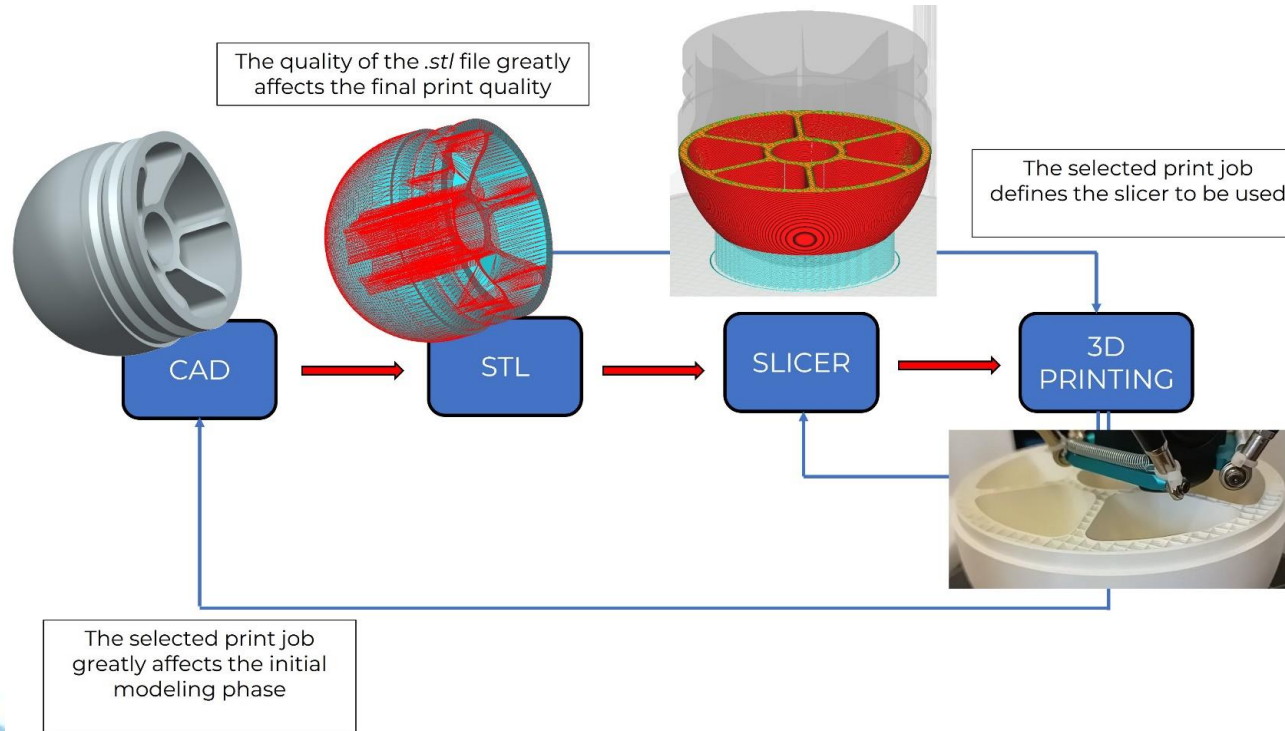 The quality of the .stl file greatly
affects the final print quality
The selected print job
defines the slicer to be used
CAD
STL
SLICER
3D
PRINTING
The selected print job
greatly affects the initial
modeling phase